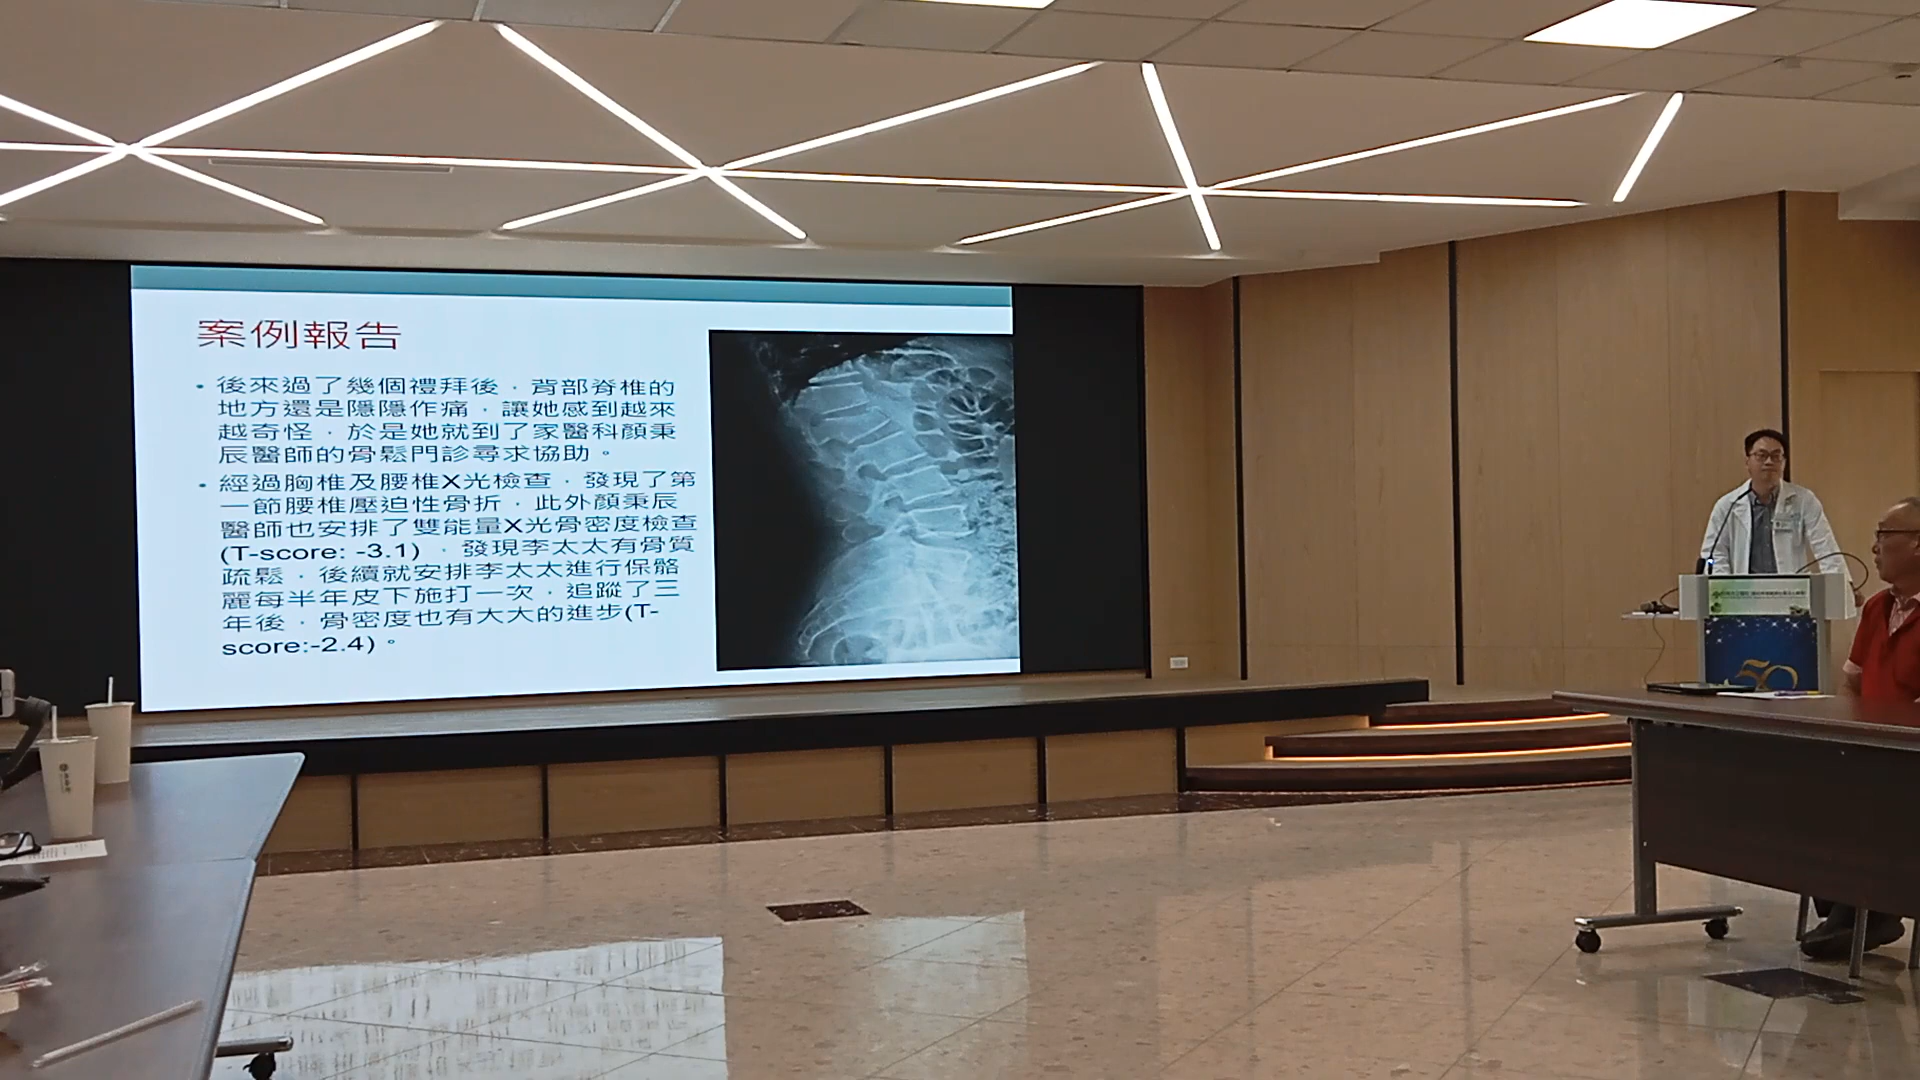 案例報告
• 後來過了幾個禮拜後，背部脊椎的
地方還是隱隱作痛，讓她感到越來
越奇怪，於是她就到了家醫科顏秉
辰醫師的骨鬆門診尋求協助。
• 經過胸椎及腰椎X光檢查，發現了第
一節腰椎壓迫性骨折，此外顏秉辰
醫師也安排了雙能量X光骨密度檢查
(T-score: -3.1) ，發現李太太有骨質
疏鬆，後續就安排李太太進行保骼
麗每半年皮下施打一次，追蹤了三
年後，骨密度也有大大的進步(T-
score:-2.4) 。
50